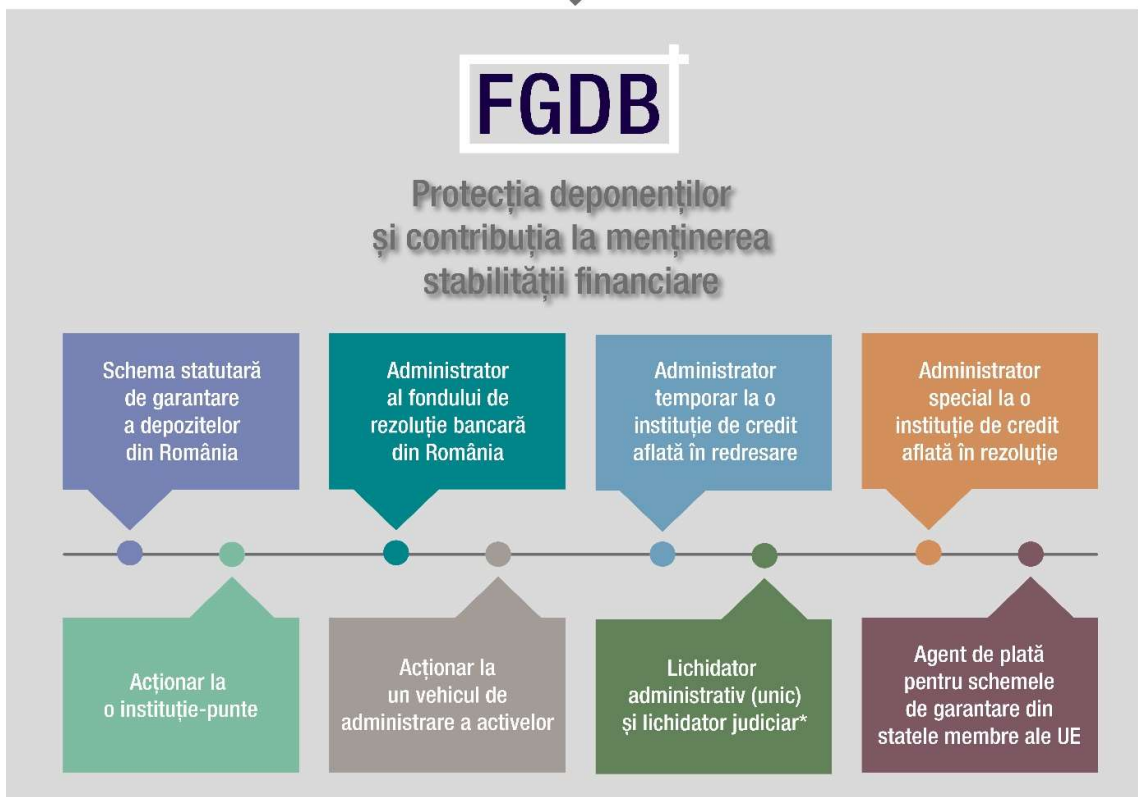 FGDB
Protecția deponenților
și contribuția la menținerea
stabilității financiare
Schema statutară
de garantare
a depozitelor
din România
Administrator
al fondului de
rezoluție bancară
din România
Administrator
temporar la o
instituție de credit
aflată în redresare
Administrator
special la o
instituție de credit
aflată în rezoluție
Acționar la
o instituție-punte
Acționar la
un vehicul de
administrare a activelor
Lichidator
administrativ (unic)
și lichidator judiciar*
Agent de plată
pentru schemele
de garantare din
statele membre ale UE